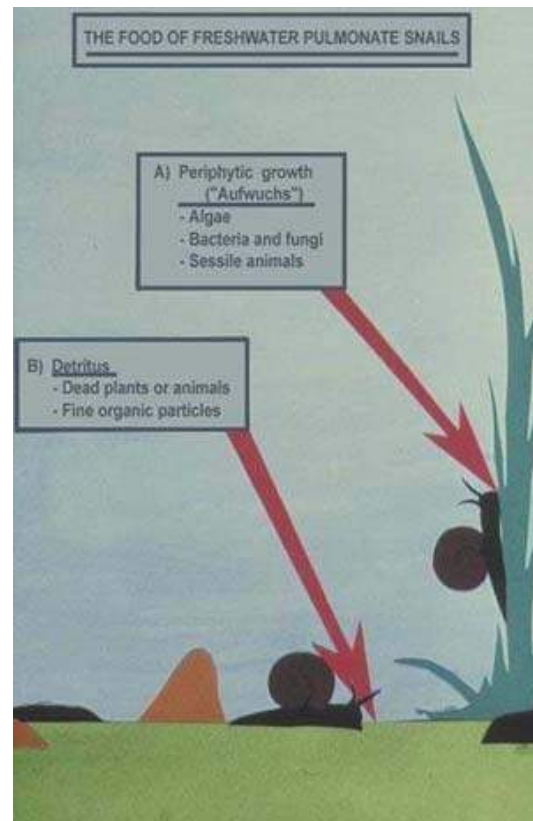 THE FOOD OF FRESHWATER PULMONATE SNAILS
A) Periphytic growth
("Aufwuchs")
- Algae
- Bacteria and fungi
- Sessile animals
B) Detritus
- Dead plants or animals
- Fine organic particles